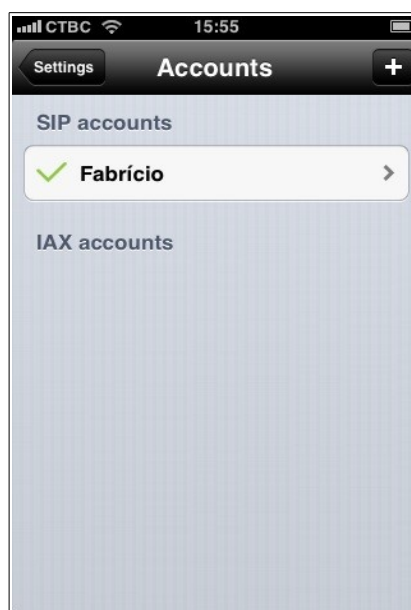 CTBC 15:55
Settings Accounts +
SIP accounts
Fabrício
IAX accounts